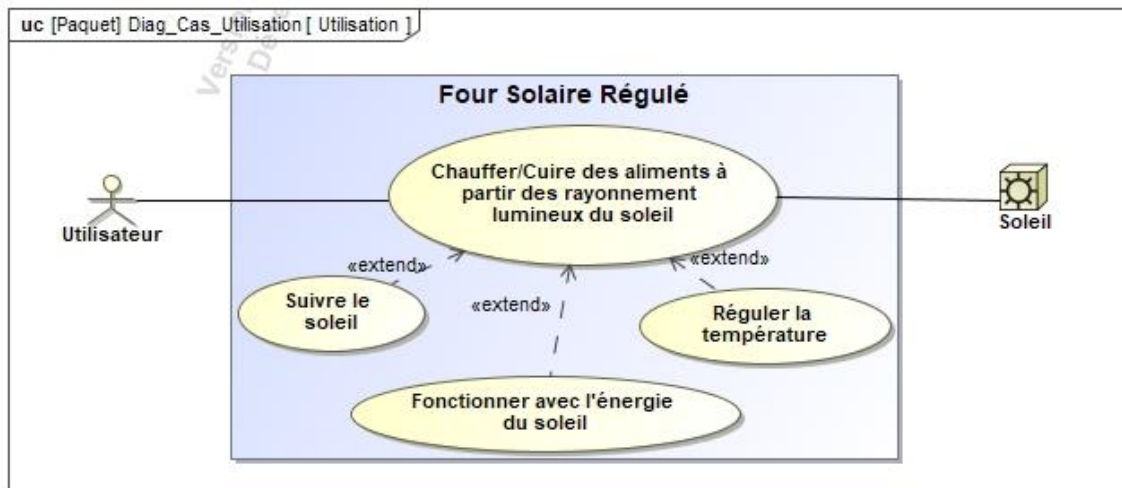 uc [Paquet] Diag_Cas_Utilisation [ Utilisation ]
Four Solaire Régulé
Chauffer/Cuire des aliments à
partir des rayonnement
lumineux du soleil
Utilisateur
Soleil
«extend»
«extend»
«extend»
Suivre le
soleil
Réguler la
température
Fonctionner avec l'énergie
du soleil